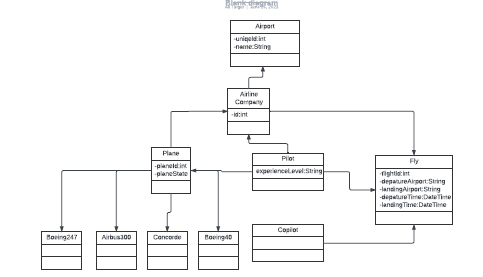 Blank diagram
Airport
-uniqeId:int
-name:String
Airline
Company
-id:int
Plane
-planeId:int
-planeState
Pilot
experienceLevel:String
Fly
-flightId:int
-depatureAirport:String
-landingAirport:String
-depatureTime:DateTime
-landingTime:DateTime
Boeing247
Airbus300
Concorde
Boeing40
Copilot